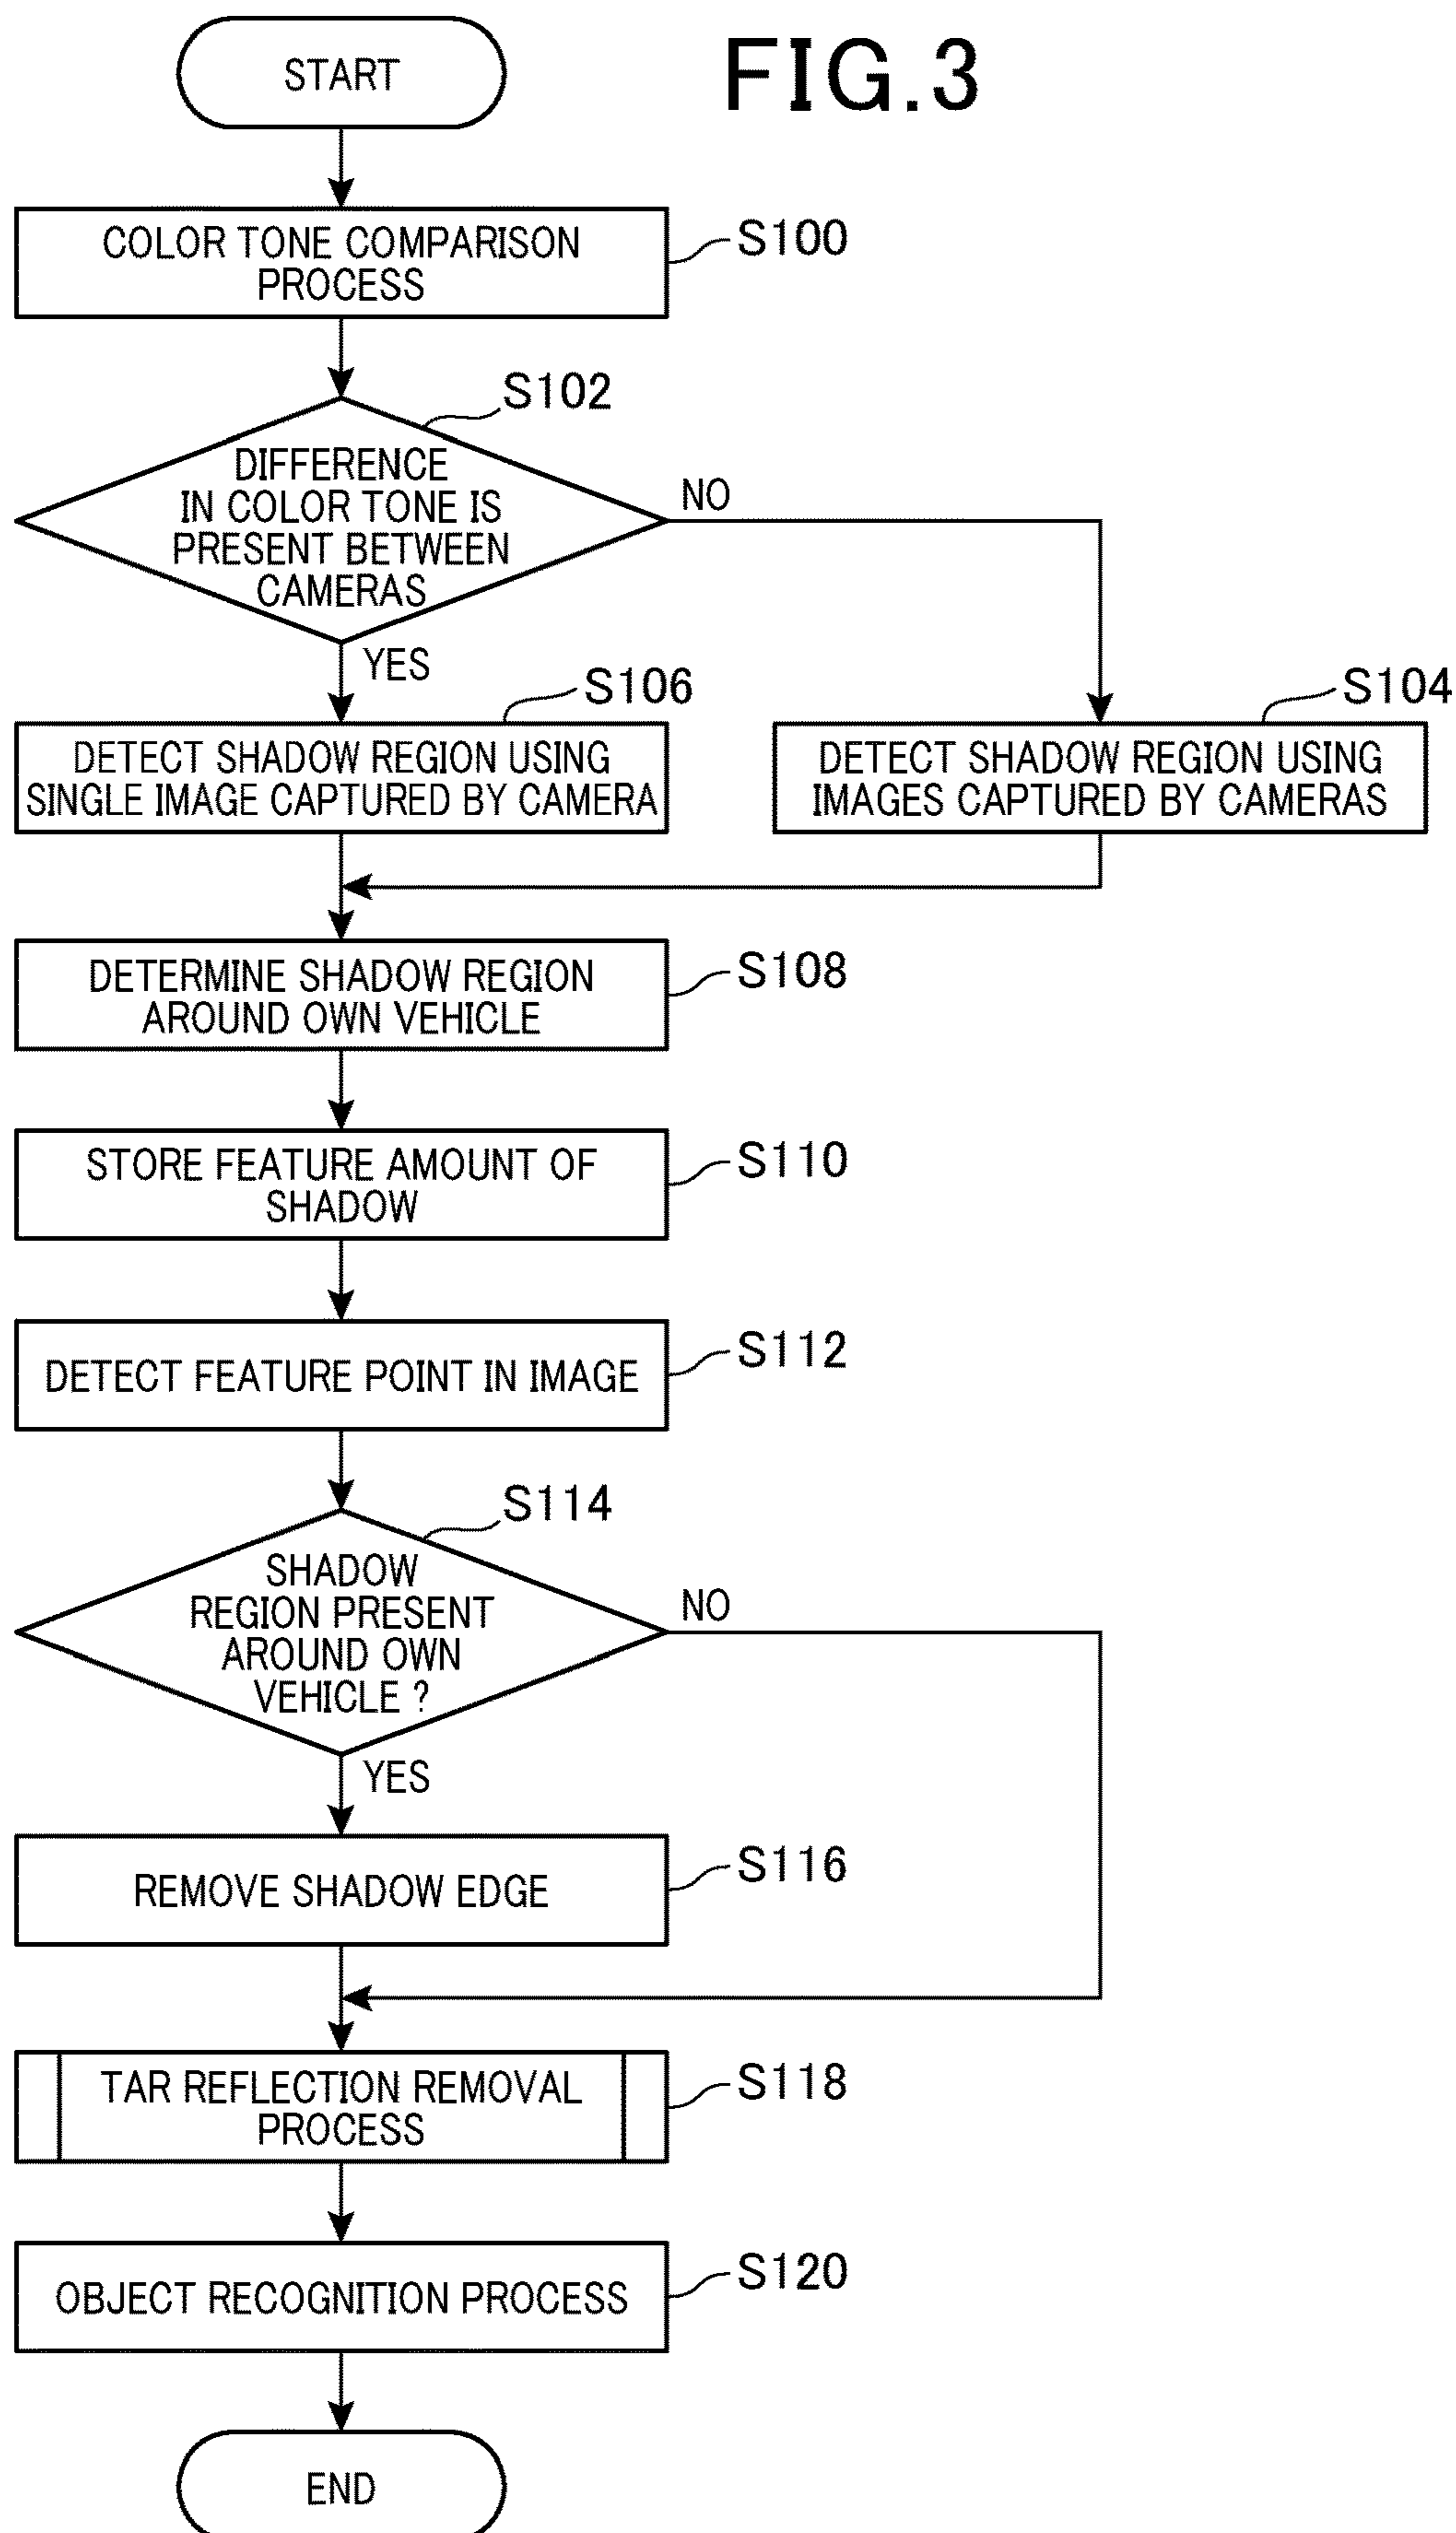 START
FIG.3
COLOR TONE COMPARISON
PROCESS
S100
S102
DIFFERENCE
IN COLOR TONE IS
PRESENT BETWEEN
CAMERAS
NO
YES
S106
S104
DETECT SHADOW REGION USING
SINGLE IMAGE CAPTURED BY CAMERA
DETECT SHADOW REGION USING
IMAGES CAPTURED BY CAMERAS
DETERMINE SHADOW REGION
AROUND OWN VEHICLE
S108
STORE FEATURE AMOUNT OF
SHADOW
S110
DETECT FEATURE POINT IN IMAGE
S112
S114
SHADOW
REGION PRESENT
AROUND OWN
VEHICLE ?
NO
YES
REMOVE SHADOW EDGE
S116
TAR REFLECTION REMOVAL
PROCESS
S118
OBJECT RECOGNITION PROCESS
S120
END